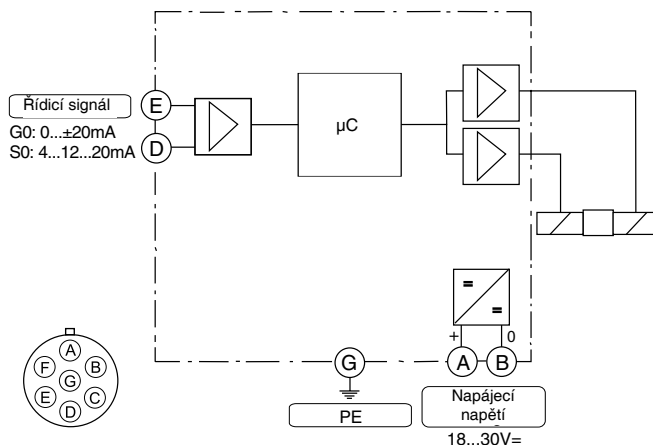 Řídicí signál
G0: 0...±20mA
S0: 4...12...20mA
E
D
µC
=
=
+
0
A
B
G
PE
Napájecí
napětí
18...30V=
A
F
B
G
E
C
D